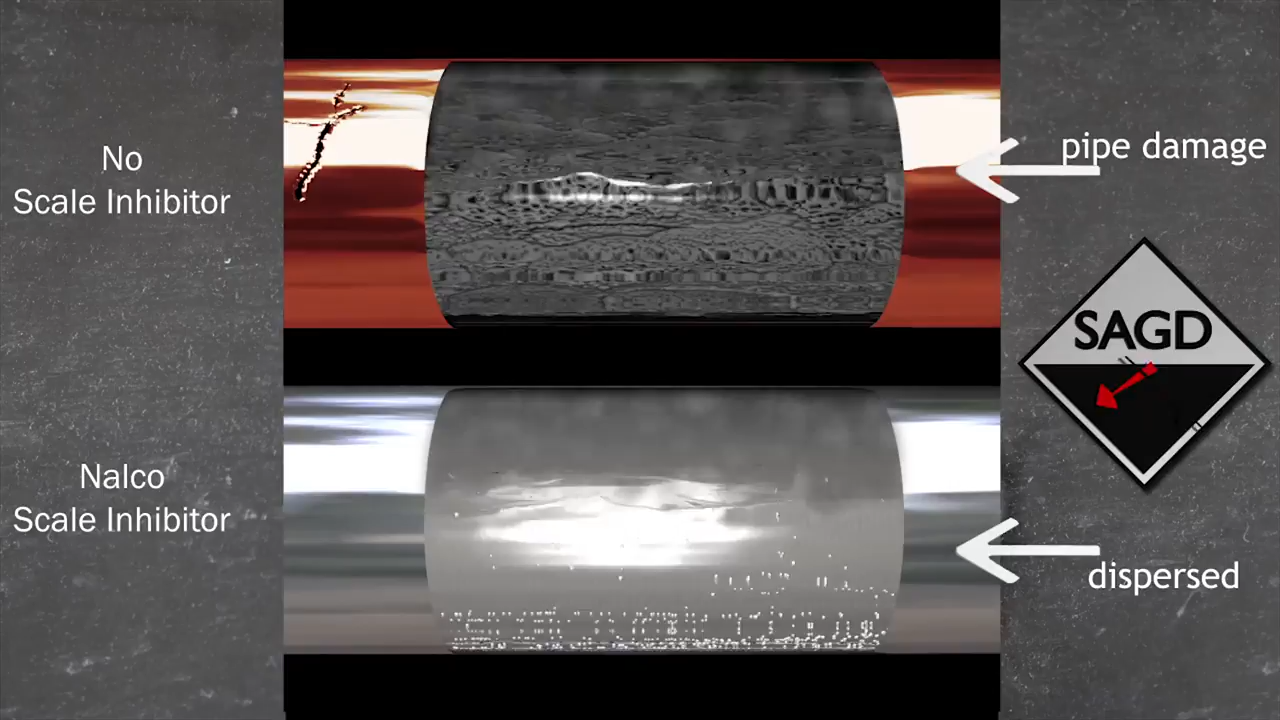 No
Scale Inhibitor
pipe damage
SAGD
Nalco
Scale Inhibitor
dispersed